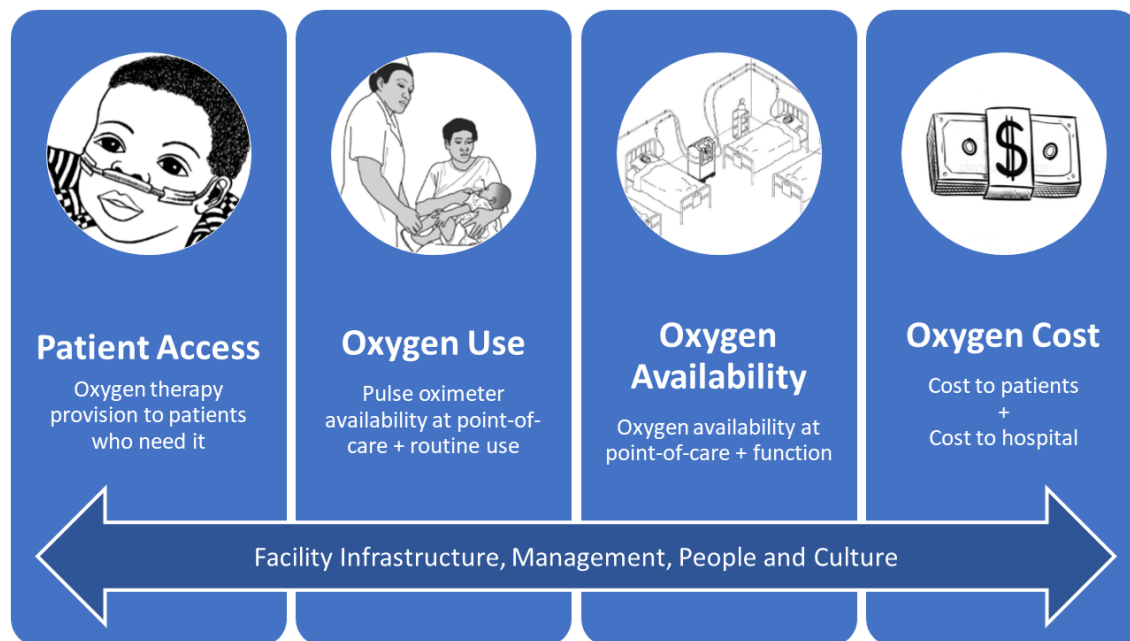 Patient Access
Oxygen therapy
provision to patients
who need it
Oxygen Use
Pulse oximeter
availability at point-of-
care + routine use
Oxygen
Availability
Oxygen availability at
point-of-care + function
Oxygen Cost
Cost to patients
+
Cost to hospital
$
Facility Infrastructure, Management, People and Culture